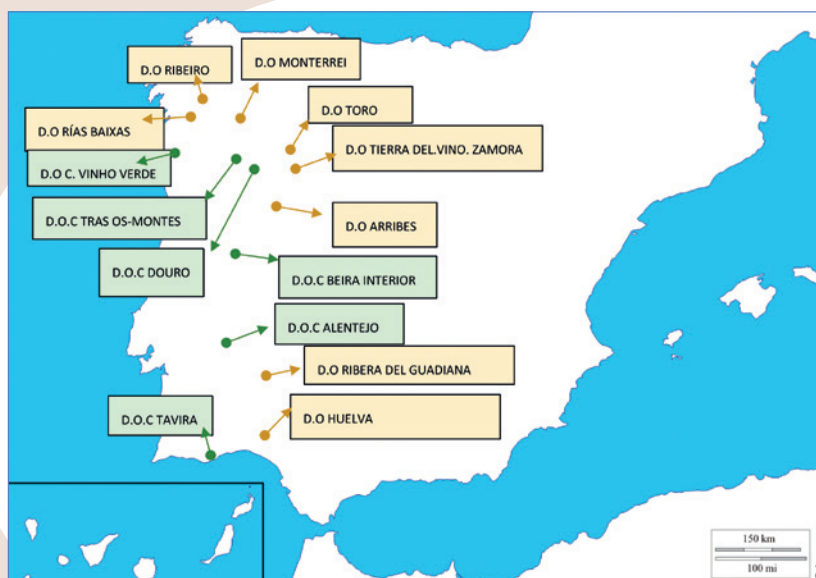 D.O RIBEIRO
D.O MONTERREI
D.O TORO
D.O RÍAS BAIXAS
D.O TIERRA DEL.VINO. ZAMORA
D.O C. VINHO VERDE
D.O.C TRAS OS-MONTES
D.O ARRIBES
D.O.C DOURO
D.O.C BEIRA INTERIOR
D.O.C ALENTEJO
D.O RIBERA DEL GUADIANA
D.O.C TAVIRA
D.O HUELVA
150 km
100 mi